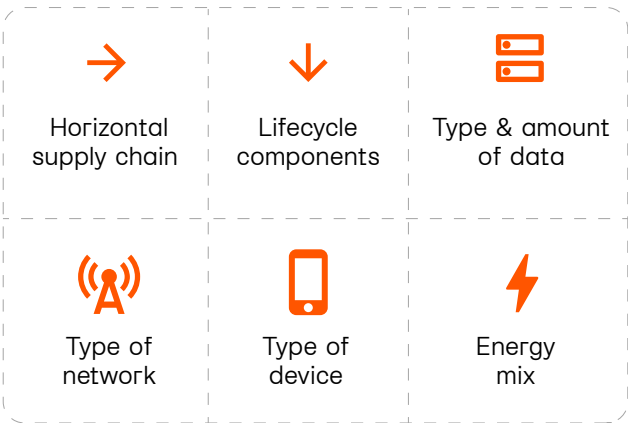 Horizontal
supply chain
Lifecycle
components
Type & amount
of data
Type of
network
Type of
device
Energy
mix